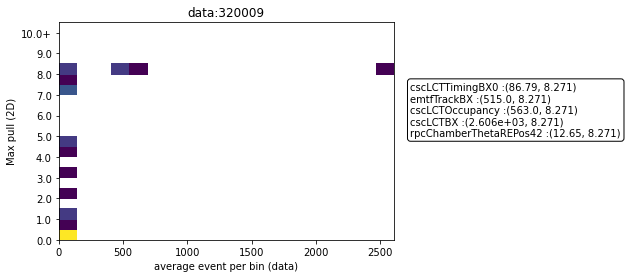 data:320009
10.0+
9.0
8.0
7.0
6.0
5.0
4.0
3.0
2.0
1.0
0.0
Max pull (2D)
0
500
1000
1500
2000
2500
average event per bin (data)
cscLCTTimingBX0 :(86.79, 8.271)
emtfTrackBX :(515.0, 8.271)
cscLCTOccupancy :(563.0, 8.271)
cscLCTBX :(2.606e+03, 8.271)
rpcChamberThetaREPos42 :(12.65, 8.271)